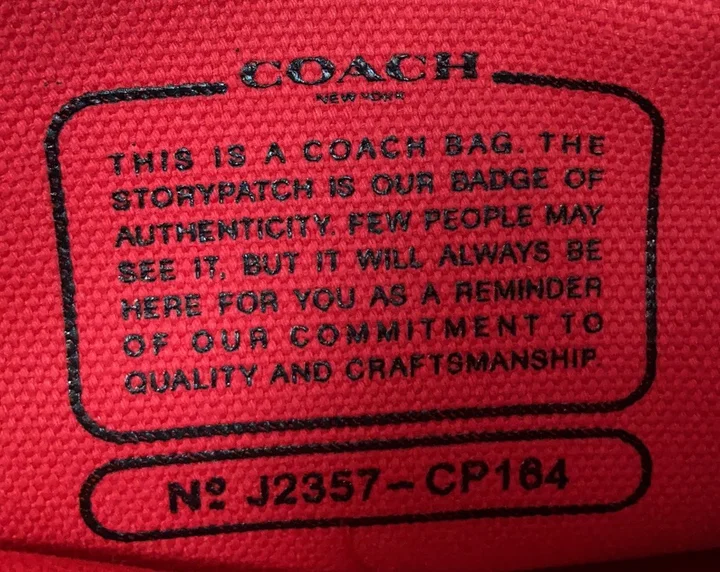 COACH
NEW YORK
THIS IS A COACH BAG. THE
STORYPATCH IS OUR BADGE OF
AUTHENTICITY. FEW PEOPLE MAY
SEE IT, BUT IT WILL ALWAYS BE
HERE FOR YOU AS A REMINDER
OF OUR COMMITMENT TO
QUALITY AND CRAFTSMANSHIP.
Nº J2357-CP164